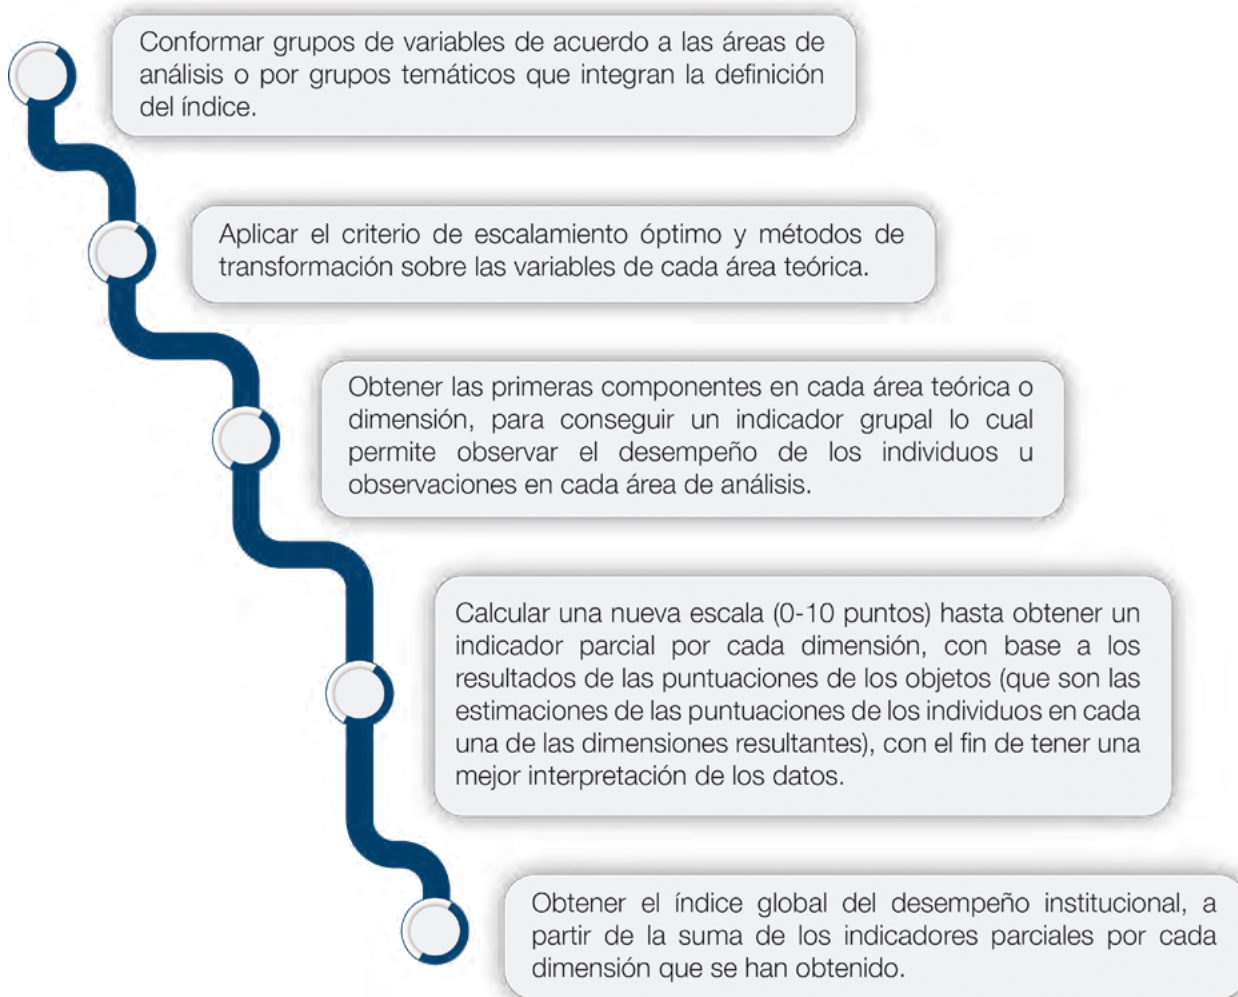 Conformar grupos de variables de acuerdo a las áreas de
análisis o por grupos temáticos que integran la definición
del índice.
Aplicar el criterio de escalamiento óptimo y métodos de
transformación sobre las variables de cada área teórica.
Obtener las primeras componentes en cada área teórica o
dimensión, para conseguir un indicador grupal lo cual
permite observar el desempeño de los individuos u
observaciones en cada área de análisis.
Calcular una nueva escala (0-10 puntos) hasta obtener un
indicador parcial por cada dimensión, con base a los
resultados de las puntuaciones de los objetos (que son las
estimaciones de las puntuaciones de los individuos en cada
una de las dimensiones resultantes), con el fin de tener una
mejor interpretación de los datos.
Obtener el índice global del desempeño institucional, a
partir de la suma de los indicadores parciales por cada
dimensión que se han obtenido.